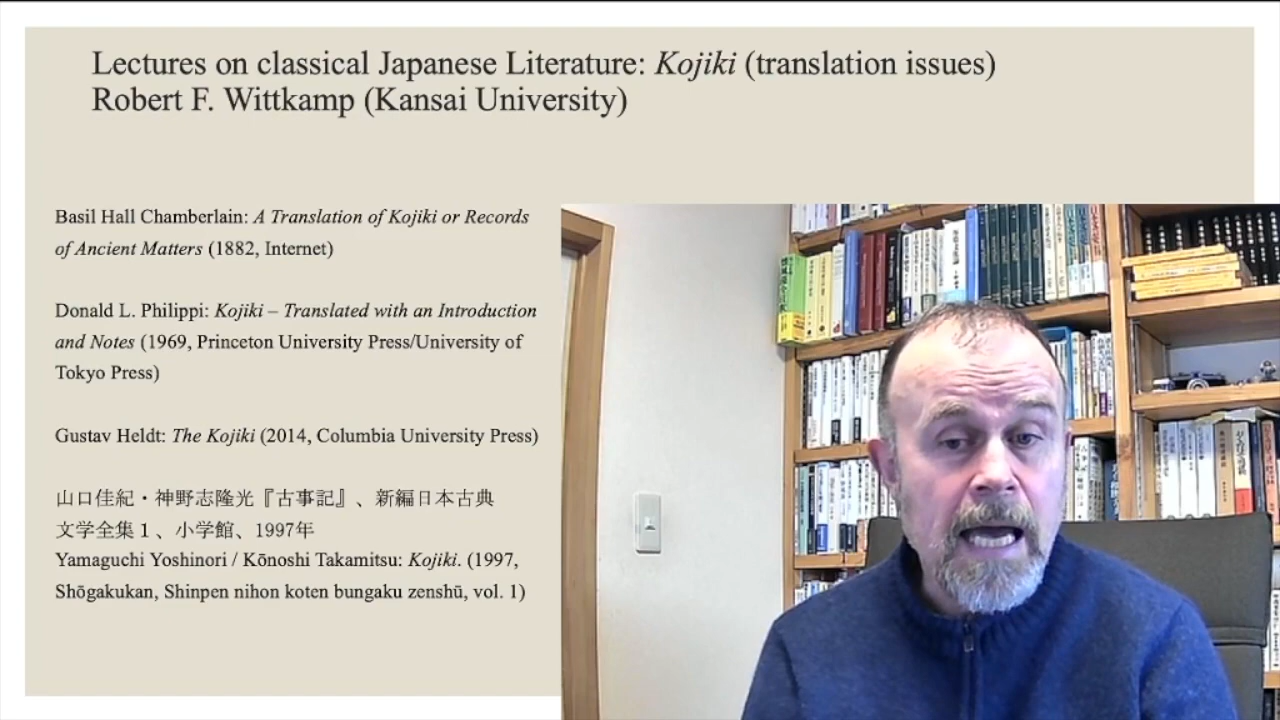 Lectures on classical Japanese Literature: Kojiki (translation issues)
Robert F. Wittkamp (Kansai University)
Basil Hall Chamberlain: A Translation of Kojiki or Records
of Ancient Matters (1882, Internet)
Donald L. Philippi: Kojiki – Translated with an Introduction
and Notes (1969, Princeton University Press/University of
Tokyo Press)
Gustav Heldt: The Kojiki (2014, Columbia University Press)
山口佳紀・神野志隆光『古事記』、新編日本古典
文学全集１、小学館、1997年
Yamaguchi Yoshinori / Kōnoshi Takamitsu: Kojiki. (1997,
Shōgakukan, Shinpen nihon koten bungaku zenshū, vol. 1)